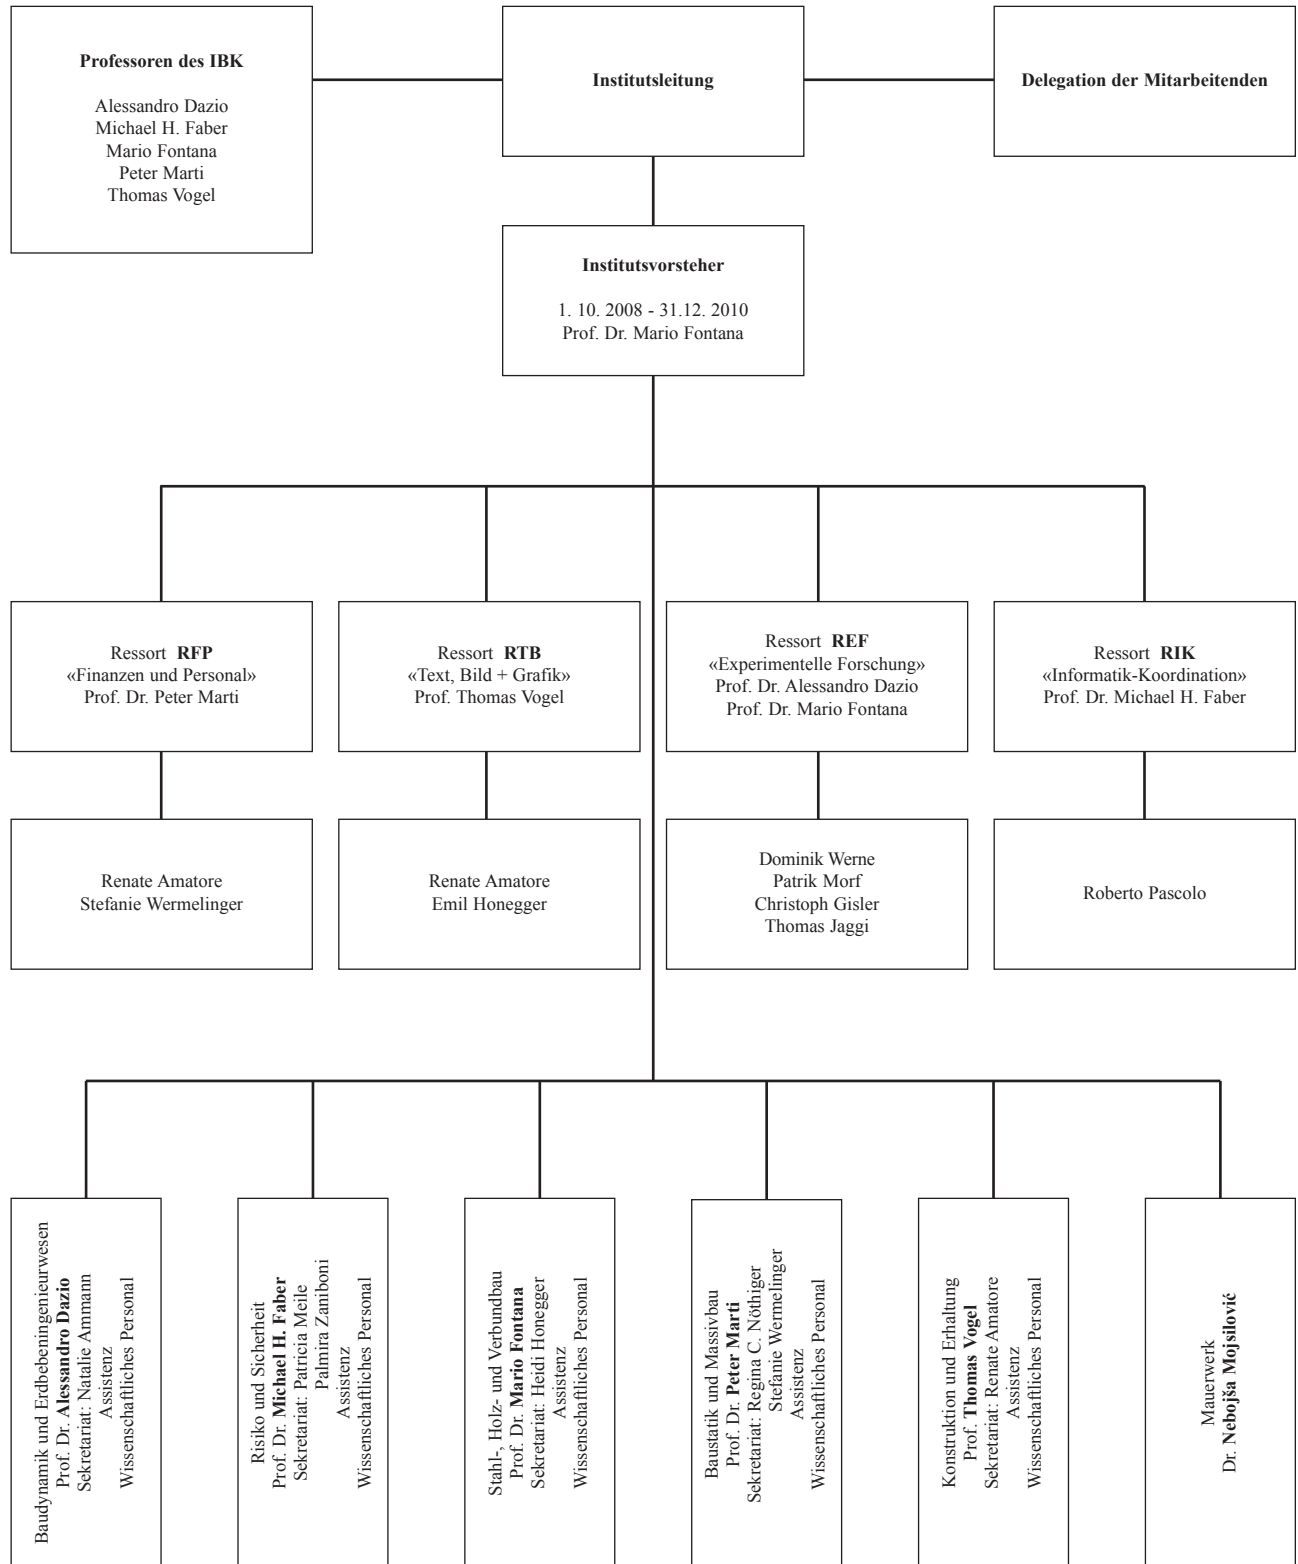 Professoren des IBK
Alessandro Dazio
Michael H. Faber
Mario Fontana
Peter Marti
Thomas Vogel
Institutsleitung
Delegation der Mitarbeitenden
Institutsvorsteher
1. 10. 2008 - 31.12. 2010
Prof. Dr. Mario Fontana
Ressort RFP
«Finanzen und Personal»
Prof. Dr. Peter Marti
Ressort RTB
«Text, Bild + Grafik»
Prof. Thomas Vogel
Ressort REF
«Experimentelle Forschung»
Prof. Dr. Alessandro Dazio
Prof. Dr. Mario Fontana
Ressort RIK
«Informatik-Koordination»
Prof. Dr. Michael H. Faber
Renate Amatore
Stefanie Wermelinger
Renate Amatore
Emil Honegger
Dominik Werne
Patrik Morf
Christoph Gisler
Thomas Jaggi
Roberto Pascolo
Baudynamik und Erdbebeningenieurwesen
Prof. Dr. Alessandro Dazio
Sekretariat: Natalie Ammann
Assistenz
Wissenschaftliches Personal
Risiko und Sicherheit
Prof. Dr. Michael H. Faber
Sekretariat: Patricia Meile
Palmira Zaniboni
Assistenz
Wissenschaftliches Personal
Stahl-, Holz- und Verbundbau
Prof. Dr. Mario Fontana
Sekretariat: Heidi Honegger
Assistenz
Wissenschaftliches Personal
Baustatik und Massivbau
Prof. Dr. Peter Marti
Sekretariat: Regina C. Nöthiger
Stefanie Wermelinger
Assistenz
Wissenschaftliches Personal
Konstruktion und Erhaltung
Prof. Thomas Vogel
Sekretariat: Renate Amatore
Assistenz
Wissenschaftliches Personal
Mauerwerk
Dr. Nebojša Mojsilović